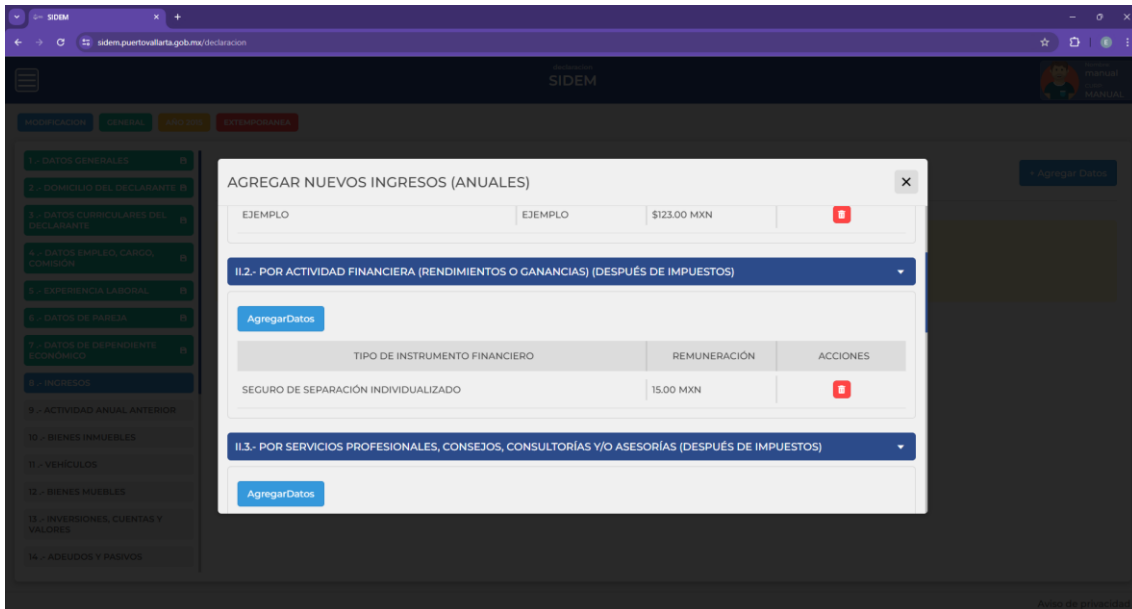 SIDEM
sidem.puertovallarta.gob.mx/declaracion
SIDEM
manual
MANUAL
MODIFICACION GENERAL EXTEMPORANEA
1 .- DATOS GENERALES
2 .- DOMICILIO DEL DECLARANTE
3 .- DATOS CURRICULARES DEL
DECLARANTE
4 .- DATOS EMPLEO, CARGO,
COMISIÓN
5 .- EXPERIENCIA LABORAL
6 .- DATOS DE PAREJA
7 .- DATOS DE DEPENDIENTE
ECONÓMICO
8 .- INGRESOS
9 .- ACTIVIDAD ANUAL ANTERIOR
10 .- BIENES INMUEBLES
11 .- VEHÍCULOS
12 .- BIENES MUEBLES
13 .- INVERSIONES, CUENTAS Y
VALORES
14 .- ADEUDOS Y PASIVOS
+ Agregar Datos
AGREGAR NUEVOS INGRESOS (ANUALES)
EJEMPLO EJEMPLO $123.00 MXN
II.2.- POR ACTIVIDAD FINANCIERA (RENDIMIENTOS O GANANCIAS) (DESPUÉS DE IMPUESTOS)
AgregarDatos
TIPO DE INSTRUMENTO FINANCIERO REMUNERACIÓN ACCIONES
SEGURO DE SEPARACIÓN INDIVIDUALIZADO 15.00 MXN
II.3.- POR SERVICIOS PROFESIONALES, CONSEJOS, CONSULTORÍAS Y/O ASESORÍAS (DESPUÉS DE IMPUESTOS)
AgregarDatos
Aviso de privacidad